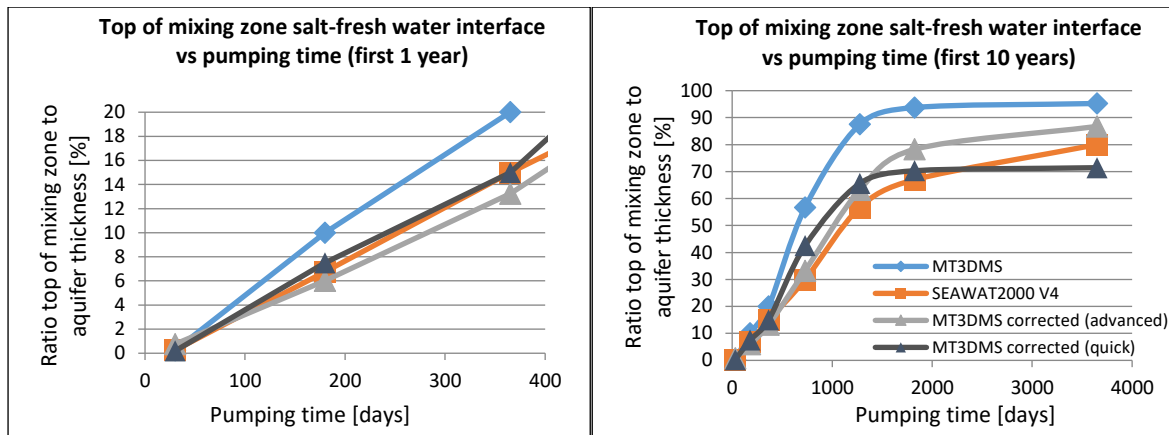 Top of mixing zone salt-fresh water interface
vs pumping time (first 1 year)
Ratio top of mixing zone to
aquifer thickness [%]
20
18
16
14
12
10
8
6
4
2
0
0
100
200
300
400
Pumping time [days]
Top of mixing zone salt-fresh water interface
vs pumping time (first 10 years)
Ratio top of mixing zone to
aquifer thickness [%]
100
90
80
70
60
50
40
30
20
10
0
MT3DMS
SEAWAT2000 V4
MT3DMS corrected (advanced)
MT3DMS corrected (quick)
0
1000
2000
3000
4000
Pumping time [days]